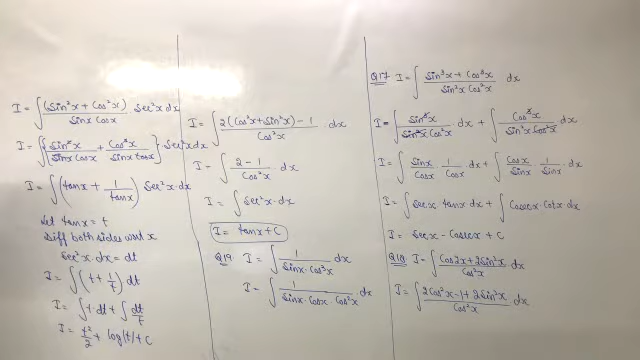 I = ∫ (sin²x + cos²x)/(sinx cosx) sec²x dx
I = ∫ [sin²x/(sinx cosx) + cos²x/(sinx cosx)] · sec²x dx
I = ∫ (tanx + 1/tanx) sec²x · dx
let tanx = t
Diff both sides wrt x
sec²x · dx = dt
I = ∫ (t + 1/t) dt
I = ∫ t dt + ∫ dt/t
I = t²/2 + log|t| + C
I = ∫ (2(cos²x + sin²x) - 1)/cos²x dx
I = ∫ (2 - 1)/cos²x · dx
I = ∫ sec²x · dx
I = tanx + C
Q19 I = ∫ 1/(sinx · cos³x) dx
I = ∫ 1/(sinx · cosx · cos²x) dx
Q17 I = ∫ (sin³x + cos³x)/(sin²x cos²x) dx
I = ∫ sin³x/(sin²x cos²x) dx + ∫ cos³x/(sin²x cos²x) dx
I = ∫ sinx/cosx · 1/cosx dx + ∫ cosx/sinx · 1/sinx dx
I = ∫ secx · tanx dx + ∫ cosecx · cotx dx
I = secx - cosecx + C
Q18 I = ∫ (cos2x + 2sin²x)/cos²x dx
I = ∫ (2cos²x - 1 + 2sin²x)/cos²x dx